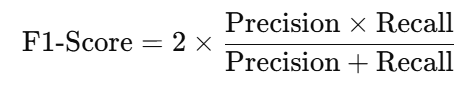 F1-Score = 2 × Precision × Recall / Precision + Recall